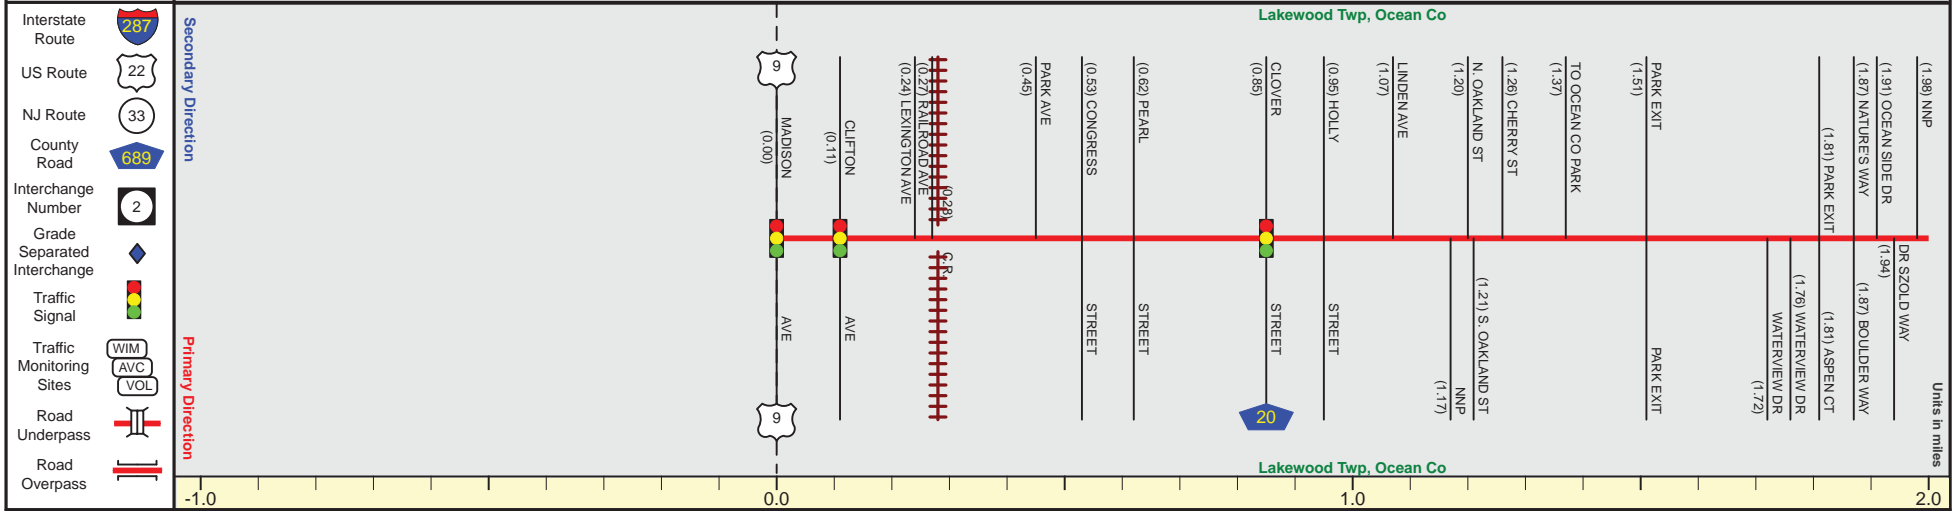 Interstate
Route
287
US Route
22
NJ Route
33
County
Road
689
Interchange
Number
2
Grade
Separated
Interchange
Traffic
Signal
Traffic
Monitoring
Sites
WIM
AVC
VOL
Road
Underpass
Road
Overpass
Secondary Direction
Primary Direction
Lakewood Twp, Ocean Co
9
MADISON
(0.00)
CLIFTON
(0.11)
(0.24) LEXINGTON AVE
(0.27) RAILROAD AVE
(0.28)
PARK AVE
(0.45)
(0.53) CONGRESS
(0.62) PEARL
CLOVER
(0.85)
(0.95) HOLLY
LINDEN AVE
(1.07)
N. OAKLAND ST
(1.20)
(1.26) CHERRY ST
TO OCEAN CO PARK
(1.37)
PARK EXIT
(1.51)
(1.81) PARK EXIT
(1.87) NATURE'S WAY
(1.91) OCEAN SIDE DR
(1.98) NNP
AVE
9
AVE
C.R.
STREET
STREET
STREET
20
STREET
NNP
(1.17)
(1.21) S. OAKLAND ST
PARK EXIT
WATERVIEW DR
(1.72)
(1.76) WATERVIEW DR
(1.81) ASPEN CT
(1.87) BOULDER WAY
DR SZOLD WAY
(1.94)
Units in miles
Lakewood Twp, Ocean Co
-1.0 0.0 1.0 2.0